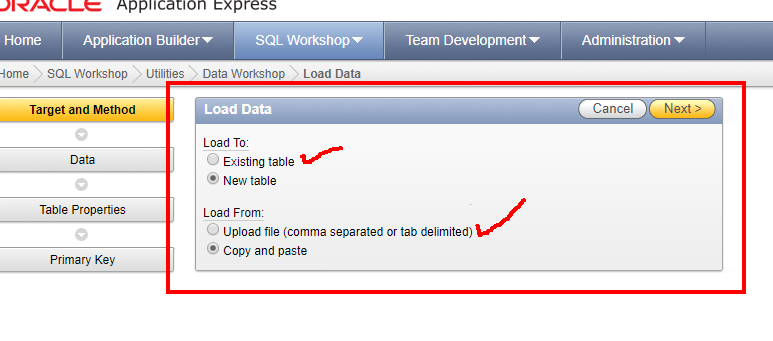 ORACLE Application Express
Home Application Builder SQL Workshop Team Development Administration
Home SQL Workshop Utilities Data Workshop Load Data
Target and Method
Data
Table Properties
Primary Key
Load Data Cancel Next >
Load To:
Existing table
New table
Load From:
Upload file (comma separated or tab delimited)
Copy and paste